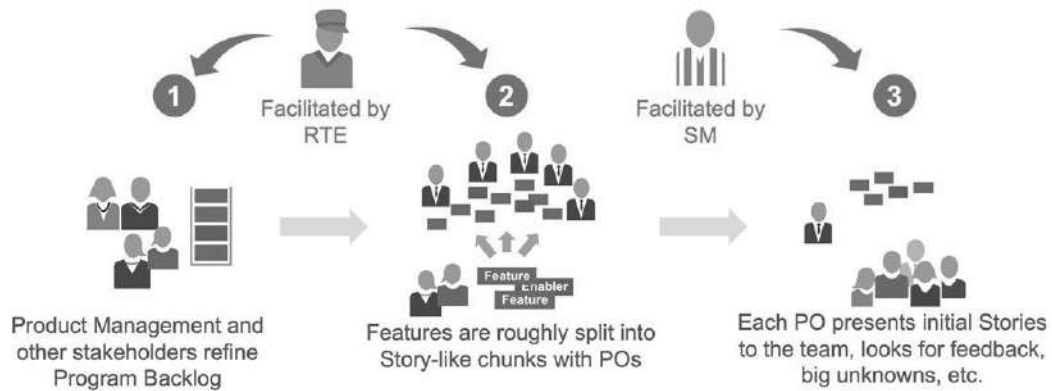 1
Facilitated by
RTE
2
Facilitated by
SM
3
Product Management and
other stakeholders refine
Program Backlog
Feature
Enabler
Feature
Features are roughly split into
Story-like chunks with POs
Each PO presents initial Stories
to the team, looks for feedback,
big unknowns, etc.